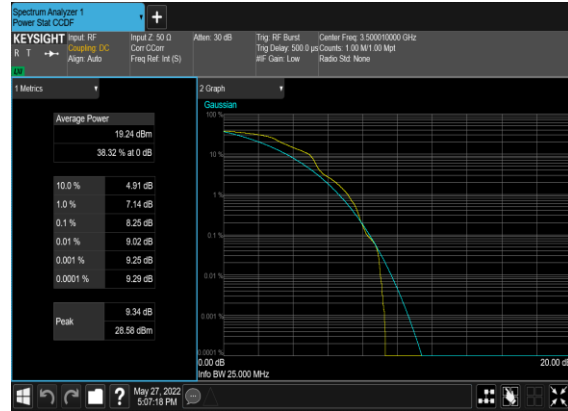 Spectrum Analyzer 1
Power Stat CCDF
+
KEYSIGHT
R T
LXI
Input: RF
Coupling: DC
Align: Auto
Input Z: 50 Ω
Corr CCorr
Freq Ref: Int (S)
Atten: 30 dB
Trig: RF Burst
Trig Delay: 500.0 µs
#IF Gain: Low
Center Freq: 3.500010000 GHz
Counts: 1.00 M/1.00 Mpt
Radio Std: None
1 Metrics
Average Power
19.24 dBm
38.32 % at 0 dB
10.0 % 4.91 dB
1.0 % 7.14 dB
0.1 % 8.25 dB
0.01 % 9.02 dB
0.001 % 9.25 dB
0.0001 % 9.29 dB
Peak
9.34 dB
28.58 dBm
2 Graph
Gaussian
100 %
10 %
1 %
0.1 %
0.01 %
0.001 %
0.0001 %
0.00 dB 20.00 dB
Info BW 25.000 MHz
?
May 27, 2022
5:07:18 PM